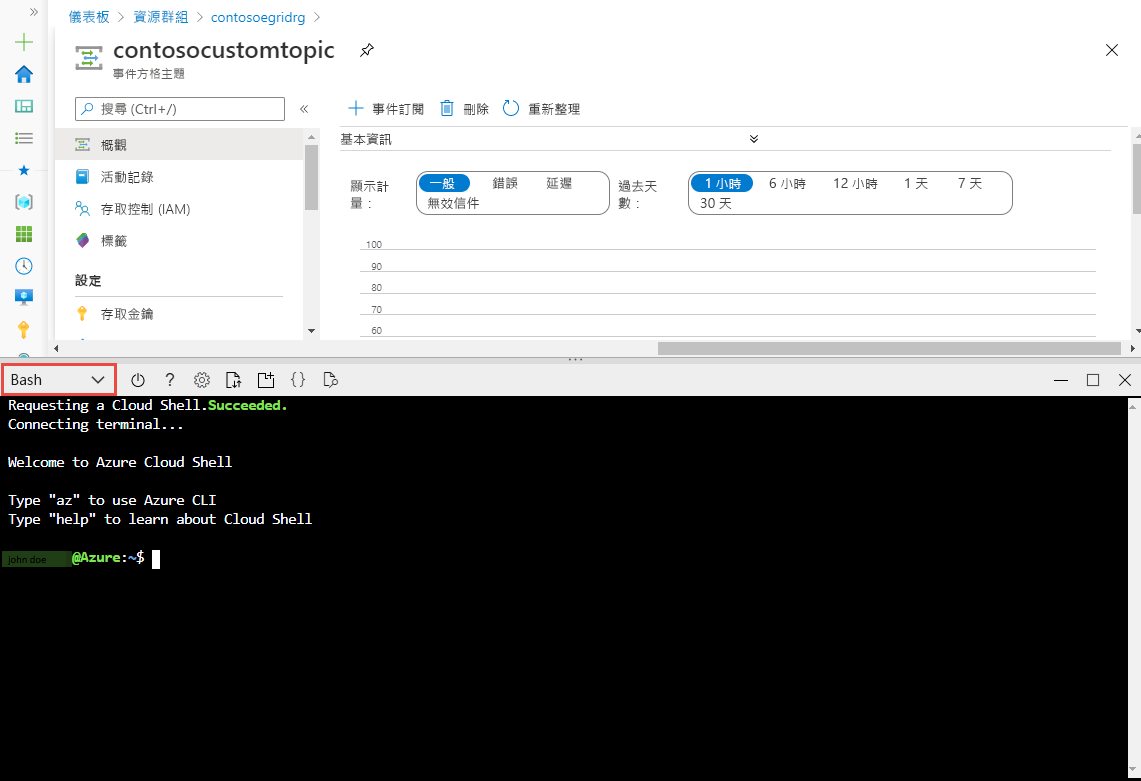 儀表板 > 資源群組 > contosoegridrg >
contosocustomtopic
事件方格主題
搜尋 (Ctrl+/)
事件訂閱 刪除 重新整理
概觀
活動記錄
存取控制 (IAM)
標籤
設定
存取金鑰
基本資訊
顯示計量：
一般 錯誤 延遲
無效信件
過去天數：
1 小時 6 小時 12 小時 1 天 7 天
30 天
100
90
80
70
60
Bash
Requesting a Cloud Shell.Succeeded.
Connecting terminal...
Welcome to Azure Cloud Shell
Type "az" to use Azure CLI
Type "help" to learn about Cloud Shell
john doe@Azure:~$